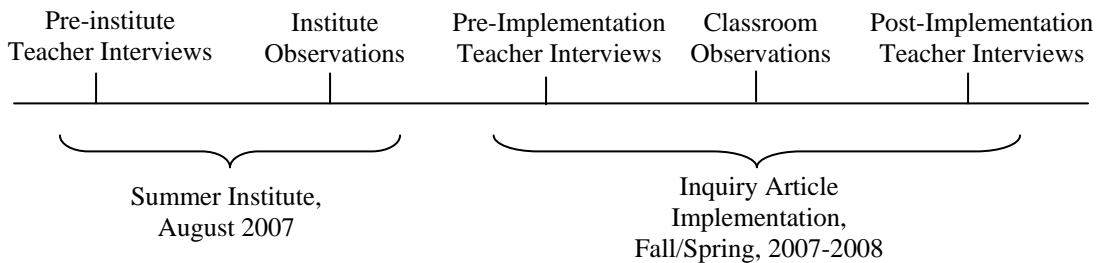 Pre-institute
Teacher Interviews
Institute
Observations
Pre-Implementation
Teacher Interviews
Classroom
Observations
Post-Implementation
Teacher Interviews
Summer Institute,
August 2007
Inquiry Article
Implementation,
Fall/Spring, 2007-2008